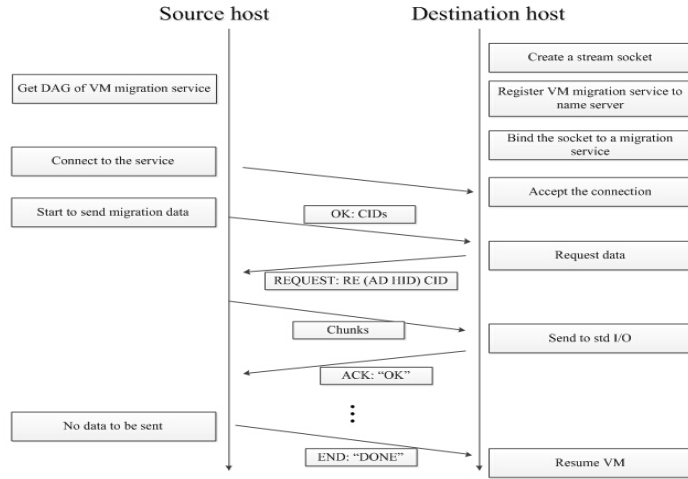 Source host
Destination host
Create a stream socket
Get DAG of VM migration service
Register VM migration service to
name server
Bind the socket to a migration
service
Connect to the service
Accept the connection
Start to send migration data
OK: CIDs
Request data
REQUEST: RE (AD HID) CID
Chunks
Send to std I/O
ACK: “OK”
No data to be sent
END: “DONE”
Resume VM